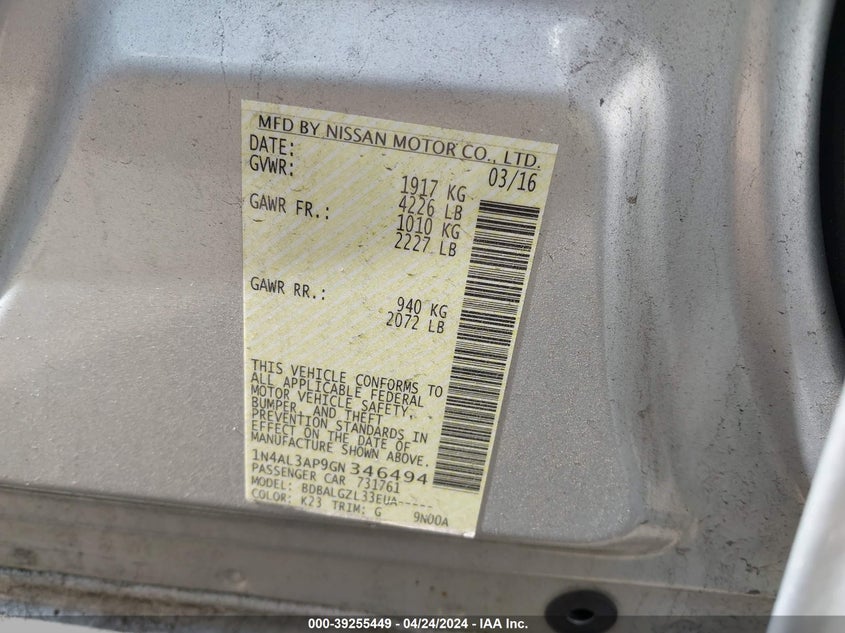 MFD BY NISSAN MOTOR CO., LTD.
DATE: 03/16
GVWR: 1917 KG
4226 LB
GAWR FR.: 1010 KG
2227 LB
GAWR RR.: 940 KG
2072 LB
THIS VEHICLE CONFORMS TO
ALL APPLICABLE FEDERAL
MOTOR VEHICLE SAFETY,
BUMPER, AND THEFT
PREVENTION STANDARDS IN
EFFECT ON THE DATE OF
MANUFACTURE SHOWN ABOVE.
1N4AL3AP9GN346494
PASSENGER CAR 731761
MODEL: BDBALGZL33EUA-----
COLOR: K23 TRIM: G 9N00A
000-39255449 - 04/24/2024 - IAA Inc.